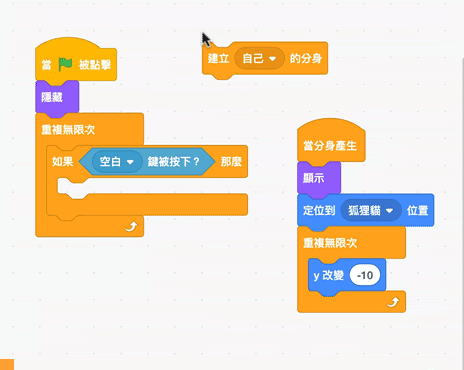 當 被點擊
隱藏
重複無限次
如果 空白 鍵被按下？ 那麼
建立 自己 的分身
當分身產生
顯示
定位到 狐狸貓 位置
重複無限次
y 改變 -10